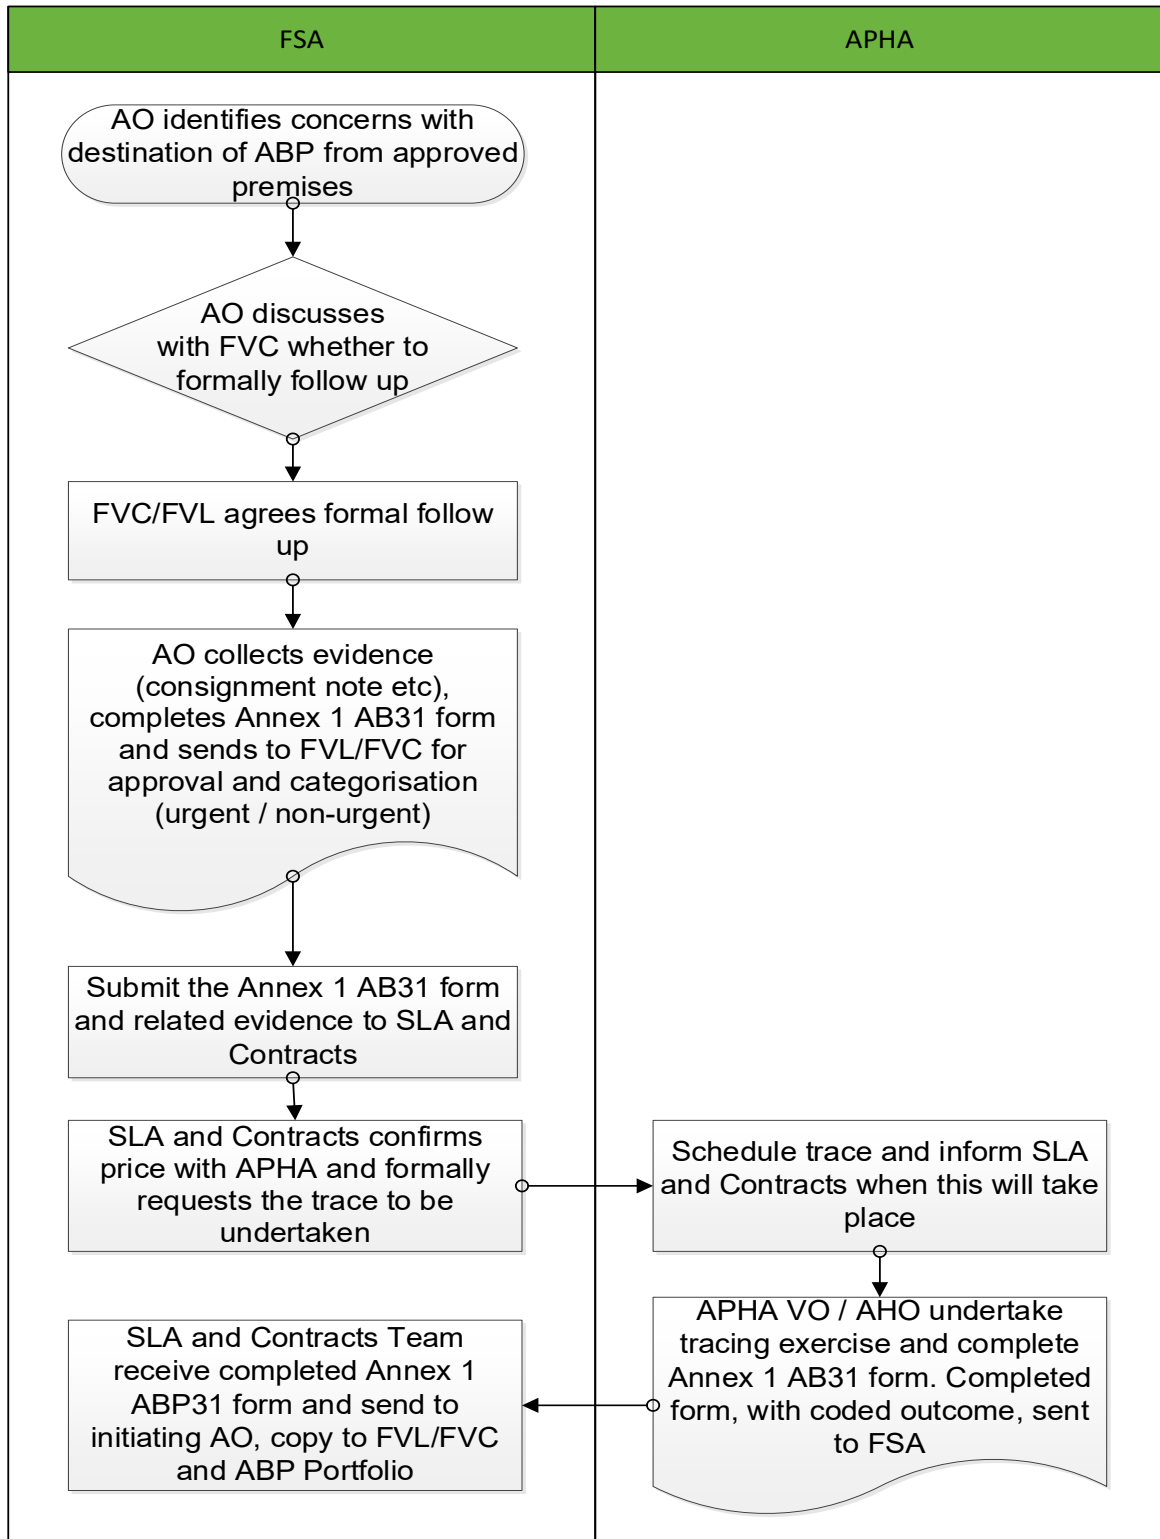 FSA
APHA
AO identifies concerns with
destination of ABP from approved
premises
AO discusses
with FVC whether to
formally follow up
FVC/FVL agrees formal follow
up
AO collects evidence
(consignment note etc),
completes Annex 1 AB31 form
and sends to FVL/FVC for
approval and categorisation
(urgent / non-urgent)
Submit the Annex 1 AB31 form
and related evidence to SLA and
Contracts
SLA and Contracts confirms
price with APHA and formally
requests the trace to be
undertaken
Schedule trace and inform SLA
and Contracts when this will take
place
APHA VO / AHO undertake
tracing exercise and complete
Annex 1 AB31 form. Completed
form, with coded outcome, sent
to FSA
SLA and Contracts Team
receive completed Annex 1
ABP31 form and send to
initiating AO, copy to FVL/FVC
and ABP Portfolio